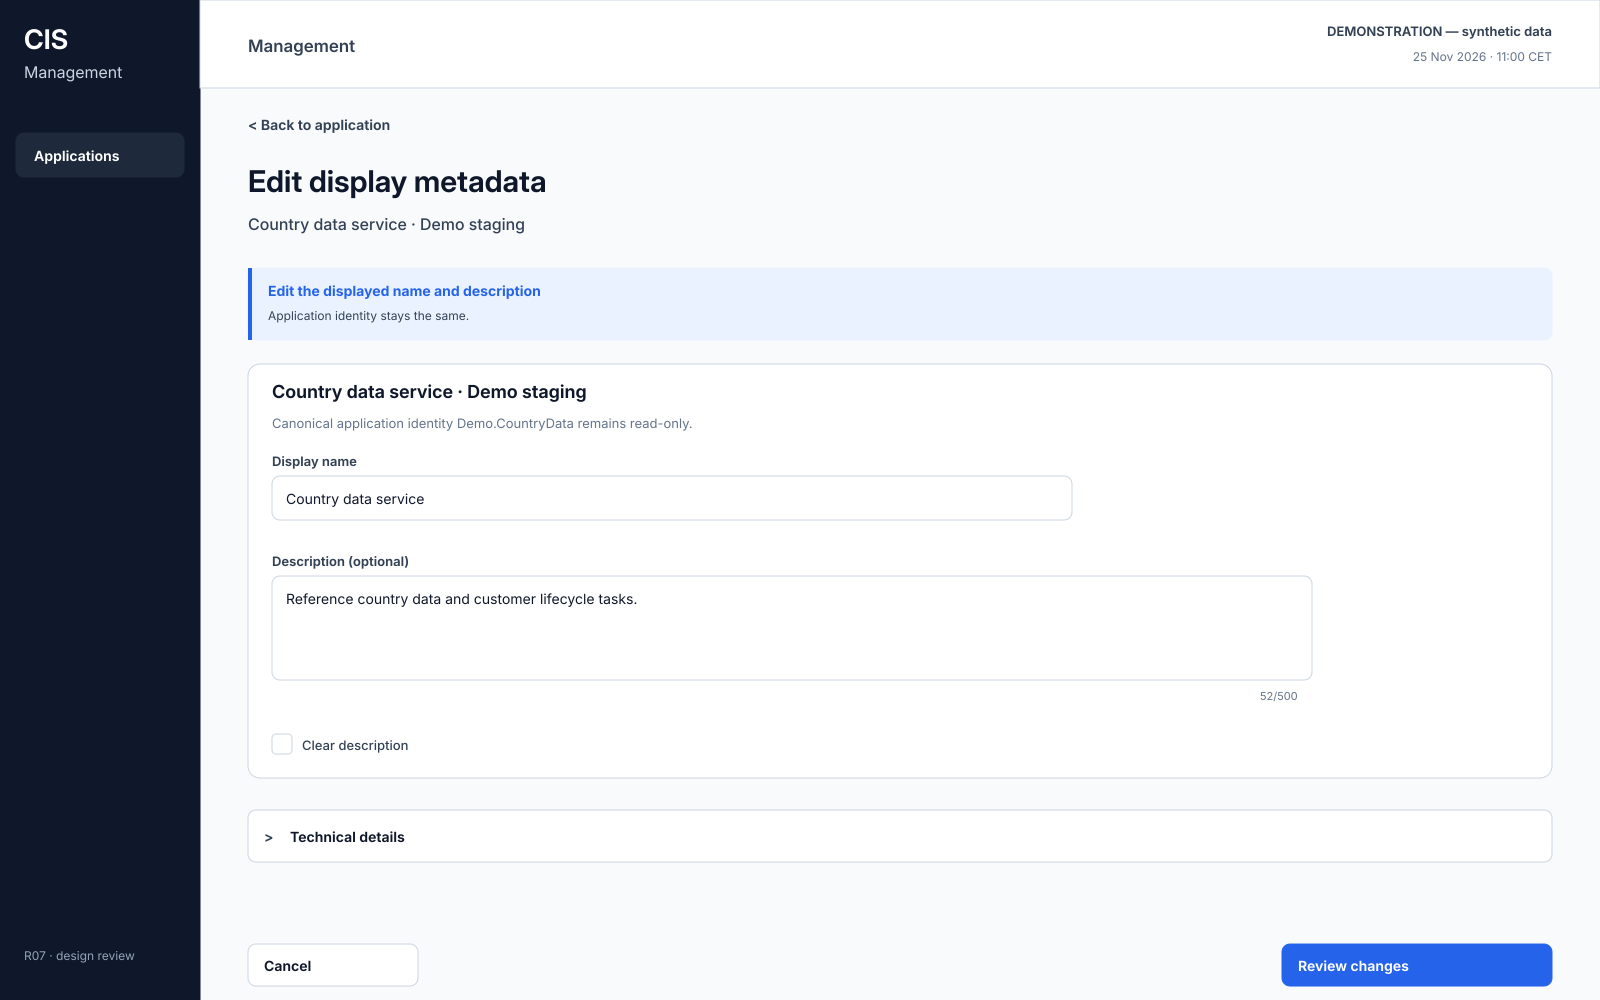 CIS
Management
Applications
R07 · design review
Management
DEMONSTRATION — synthetic data
25 Nov 2026 · 11:00 CET
< Back to application
Edit display metadata
Country data service · Demo staging
Edit the displayed name and description
Application identity stays the same.
Country data service · Demo staging
Canonical application identity Demo.CountryData remains read-only.
Display name
Country data service
Description (optional)
Reference country data and customer lifecycle tasks.
52/500
Clear description
> Technical details
Cancel
Review changes